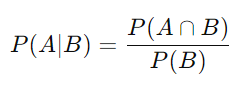 P(A|B) = P(A ∩ B) / P(B)